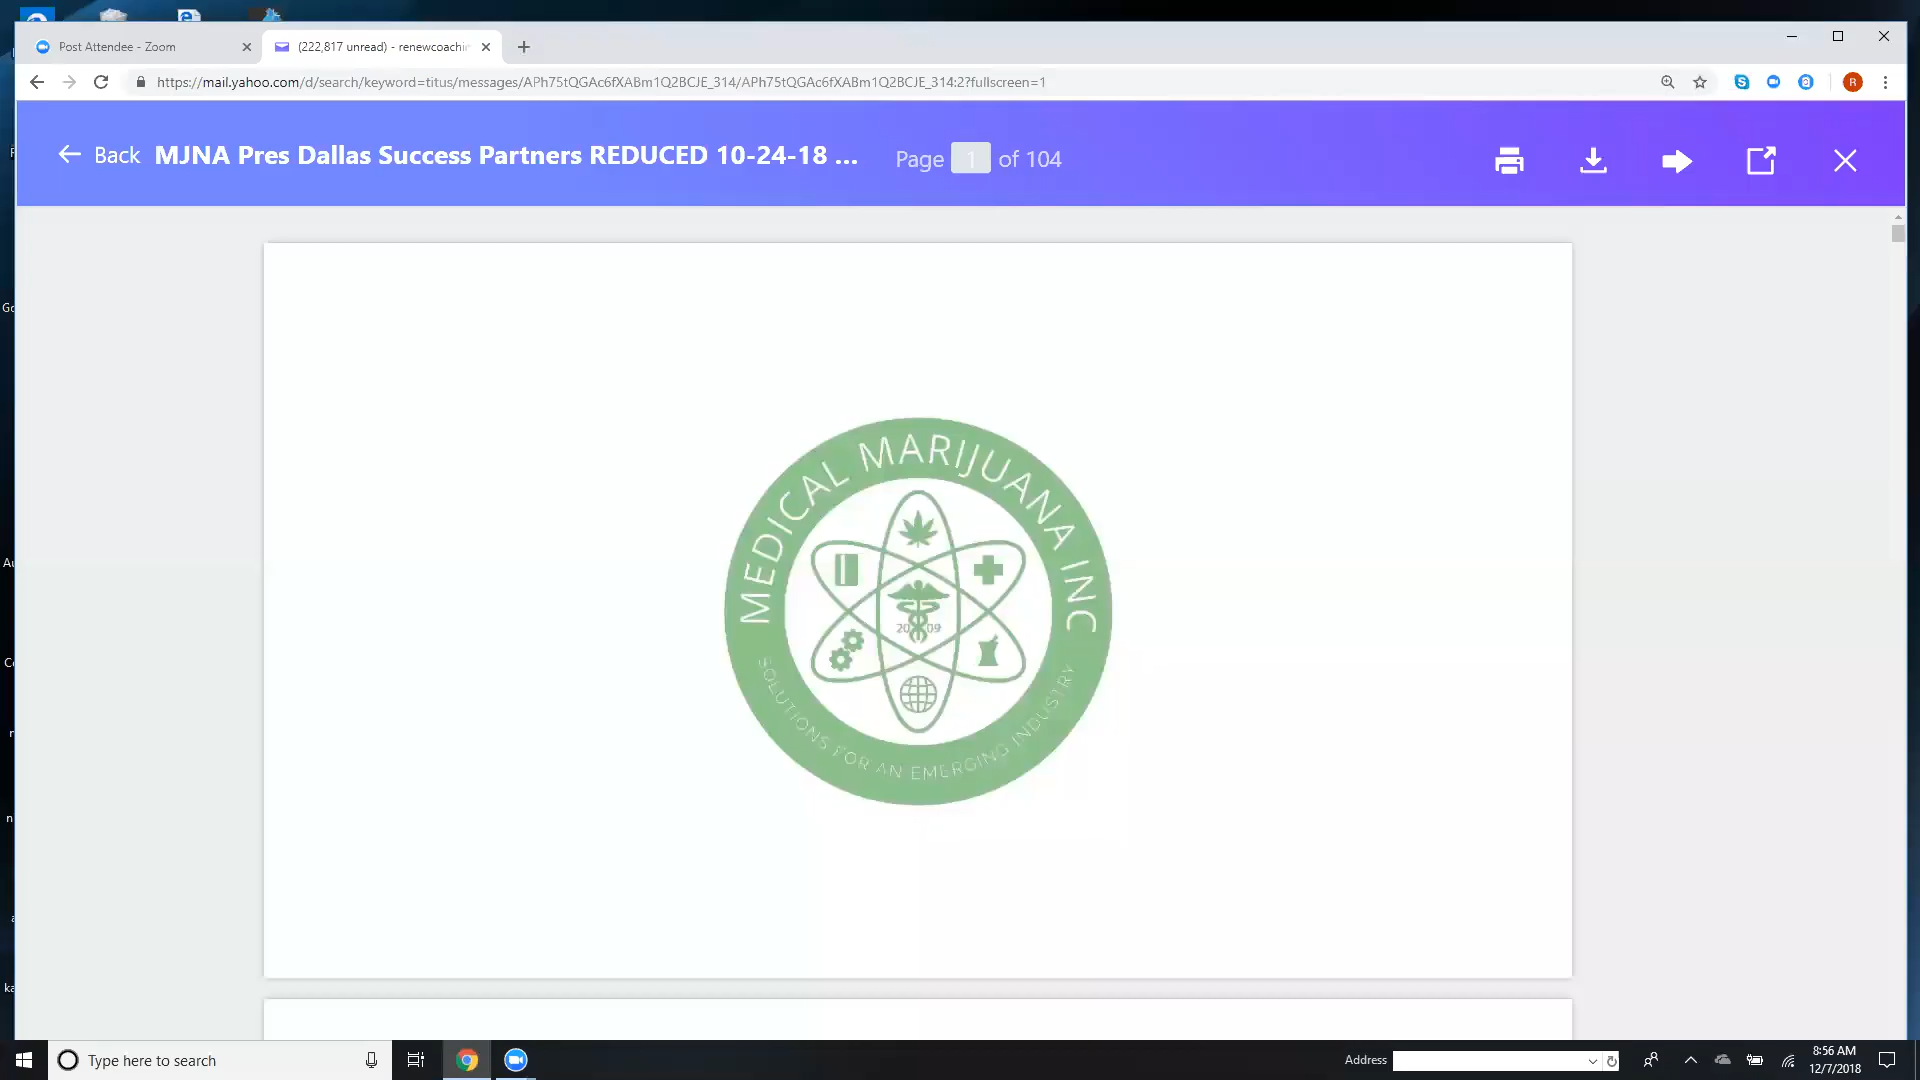 Post Attendee - Zoom
(222,817 unread) - renewcoachin
https://mail.yahoo.com/d/search/keyword=titus/messages/APh75tQGAc6fXABm1Q2BCJE_314/APh75tQGAc6fXABm1Q2BCJE_314:2?fullscreen=1
R
Back
MJNA Pres Dallas Success Partners REDUCED 10-24-18 ...
Page 1 of 104
MEDICAL MARIJUANA INC
2009
SOLUTIONS FOR AN EMERGING INDUSTRY
Type here to search
Address
8:56 AM
12/7/2018